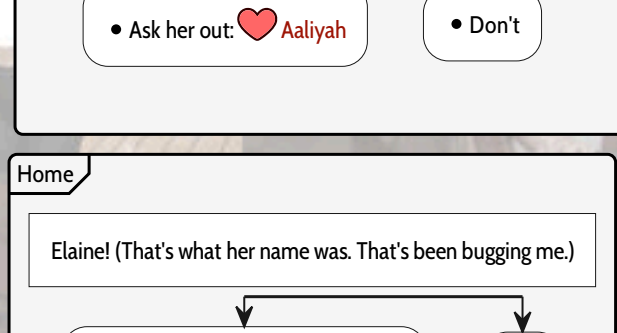 • Ask her out: ❤ Aaliyah
• Don't
Home
Elaine! (That's what her name was. That's been bugging me.)